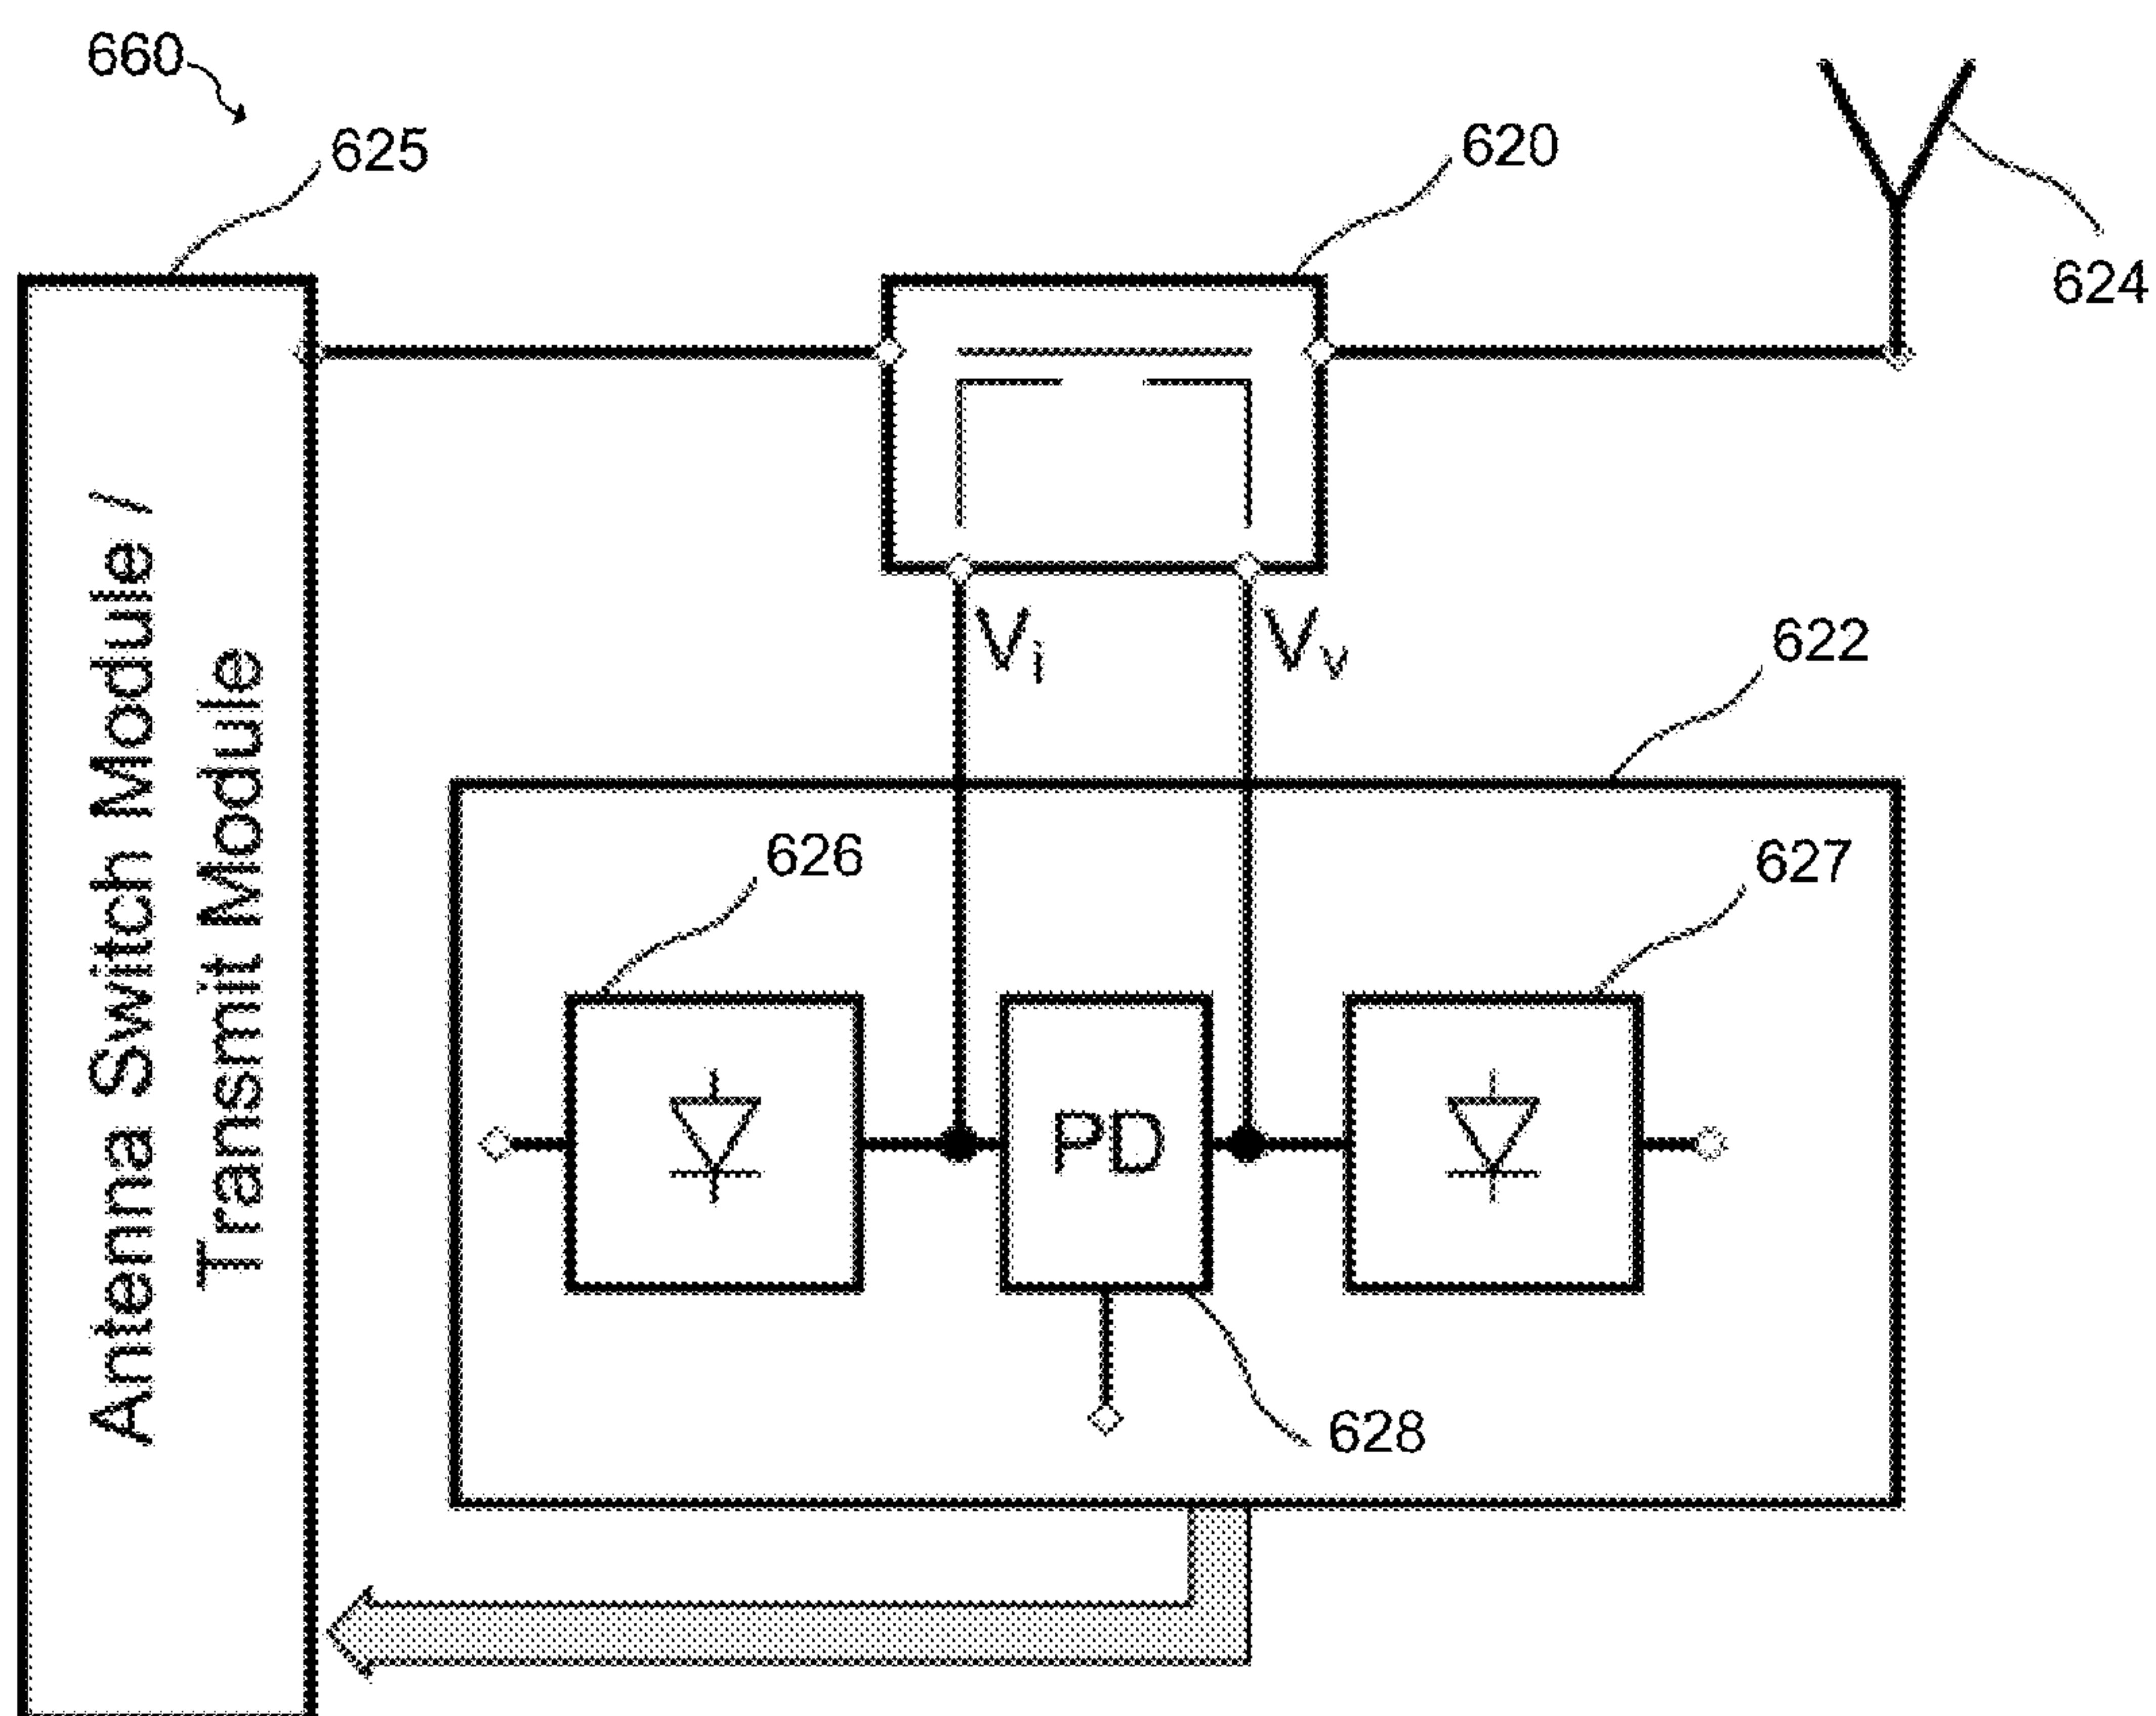 660
625
620
624
Antenna Switch Module /
Transmit Module
Vi
Vv
622
626
627
PD
628